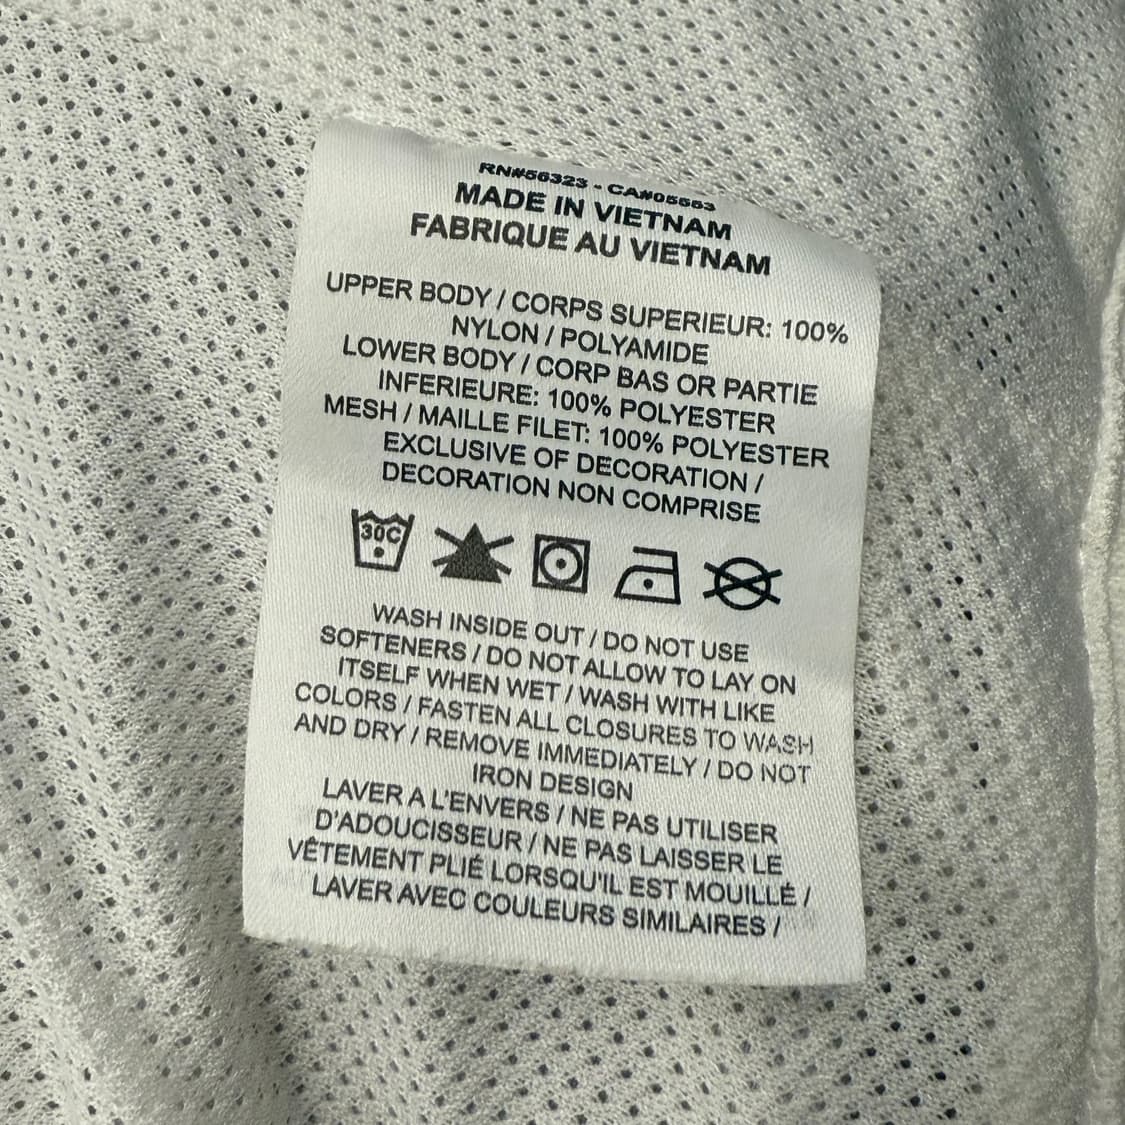 RN#56323 - CA#05553
MADE IN VIETNAM
FABRIQUE AU VIETNAM
UPPER BODY / CORPS SUPERIEUR: 100%
NYLON / POLYAMIDE
LOWER BODY / CORP BAS OR PARTIE
INFERIEURE: 100% POLYESTER
MESH / MAILLE FILET: 100% POLYESTER
EXCLUSIVE OF DECORATION /
DECORATION NON COMPRISE
30C
WASH INSIDE OUT / DO NOT USE
SOFTENERS / DO NOT ALLOW TO LAY ON
ITSELF WHEN WET / WASH WITH LIKE
COLORS / FASTEN ALL CLOSURES TO WASH
AND DRY / REMOVE IMMEDIATELY / DO NOT
IRON DESIGN
LAVER A L'ENVERS / NE PAS UTILISER
D'ADOUCISSEUR / NE PAS LAISSER LE
VÊTEMENT PLIÉ LORSQU'IL EST MOUILLÉ /
LAVER AVEC COULEURS SIMILAIRES /